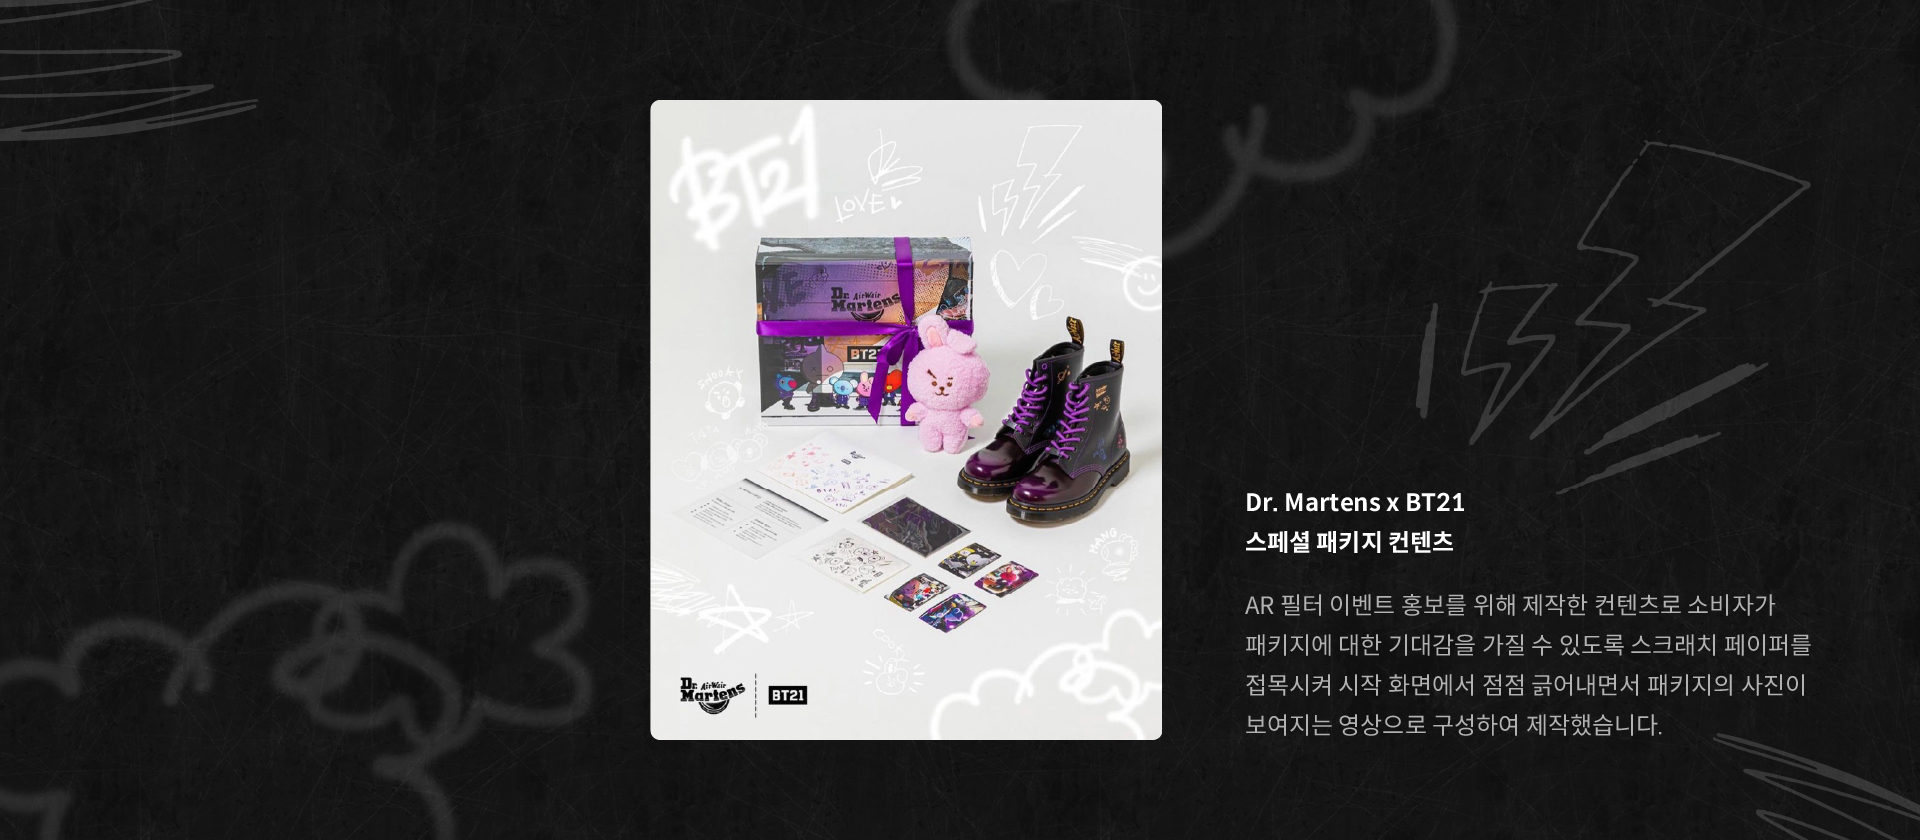 BT21
LOVE
Dr. AirWair
Martens
BT21
SHOOKY
TATA
MANG
COOKY
Dr. AirWair
Martens
BT21
Dr. Martens x BT21
스페셜 패키지 컨텐츠
AR 필터 이벤트 홍보를 위해 제작한 컨텐츠로 소비자가
패키지에 대한 기대감을 가질 수 있도록 스크래치 페이퍼를
접목시켜 시작 화면에서 점점 긁어내면서 패키지의 사진이
보여지는 영상으로 구성하여 제작했습니다.